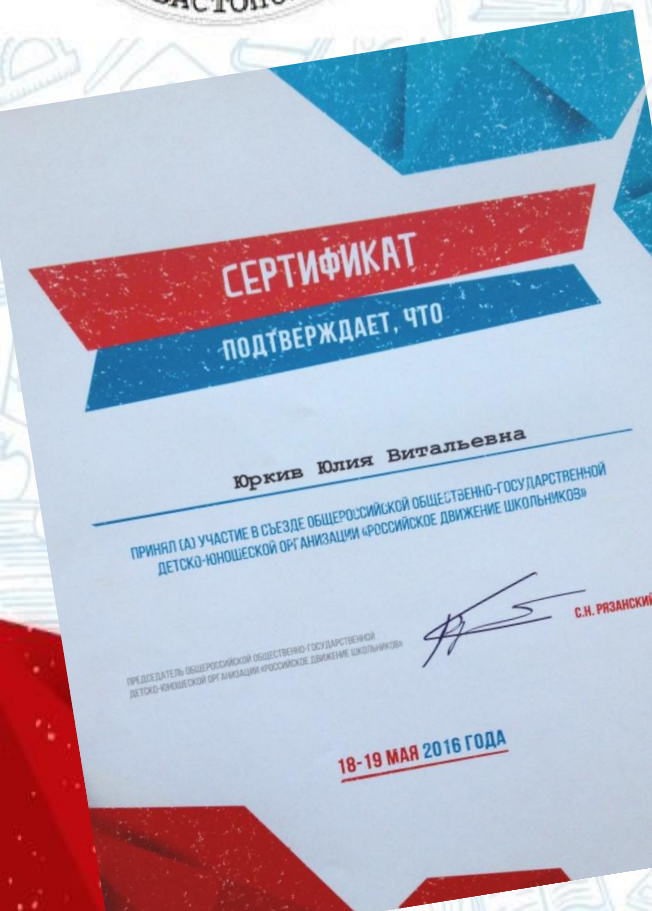 СЕРТИФИКАТ
ПОДТВЕРЖДАЕТ, ЧТО
Юркив Юлия Витальевна
ПРИНЯЛ (А) УЧАСТИЕ В СЪЕЗДЕ ОБЩЕРОССИЙСКОЙ ОБЩЕСТВЕННО-ГОСУДАРСТВЕННОЙ
ДЕТСКО-ЮНОШЕСКОЙ ОРГАНИЗАЦИИ «РОССИЙСКОЕ ДВИЖЕНИЕ ШКОЛЬНИКОВ»
С.Н. РЯЗАНСКИЙ
ПРЕДСЕДАТЕЛЬ ОБЩЕРОССИЙСКОЙ ОБЩЕСТВЕННО-ГОСУДАРСТВЕННОЙ
ДЕТСКО-ЮНОШЕСКОЙ ОРГАНИЗАЦИИ «РОССИЙСКОЕ ДВИЖЕНИЕ ШКОЛЬНИКОВ»
18-19 МАЯ 2016 ГОДА